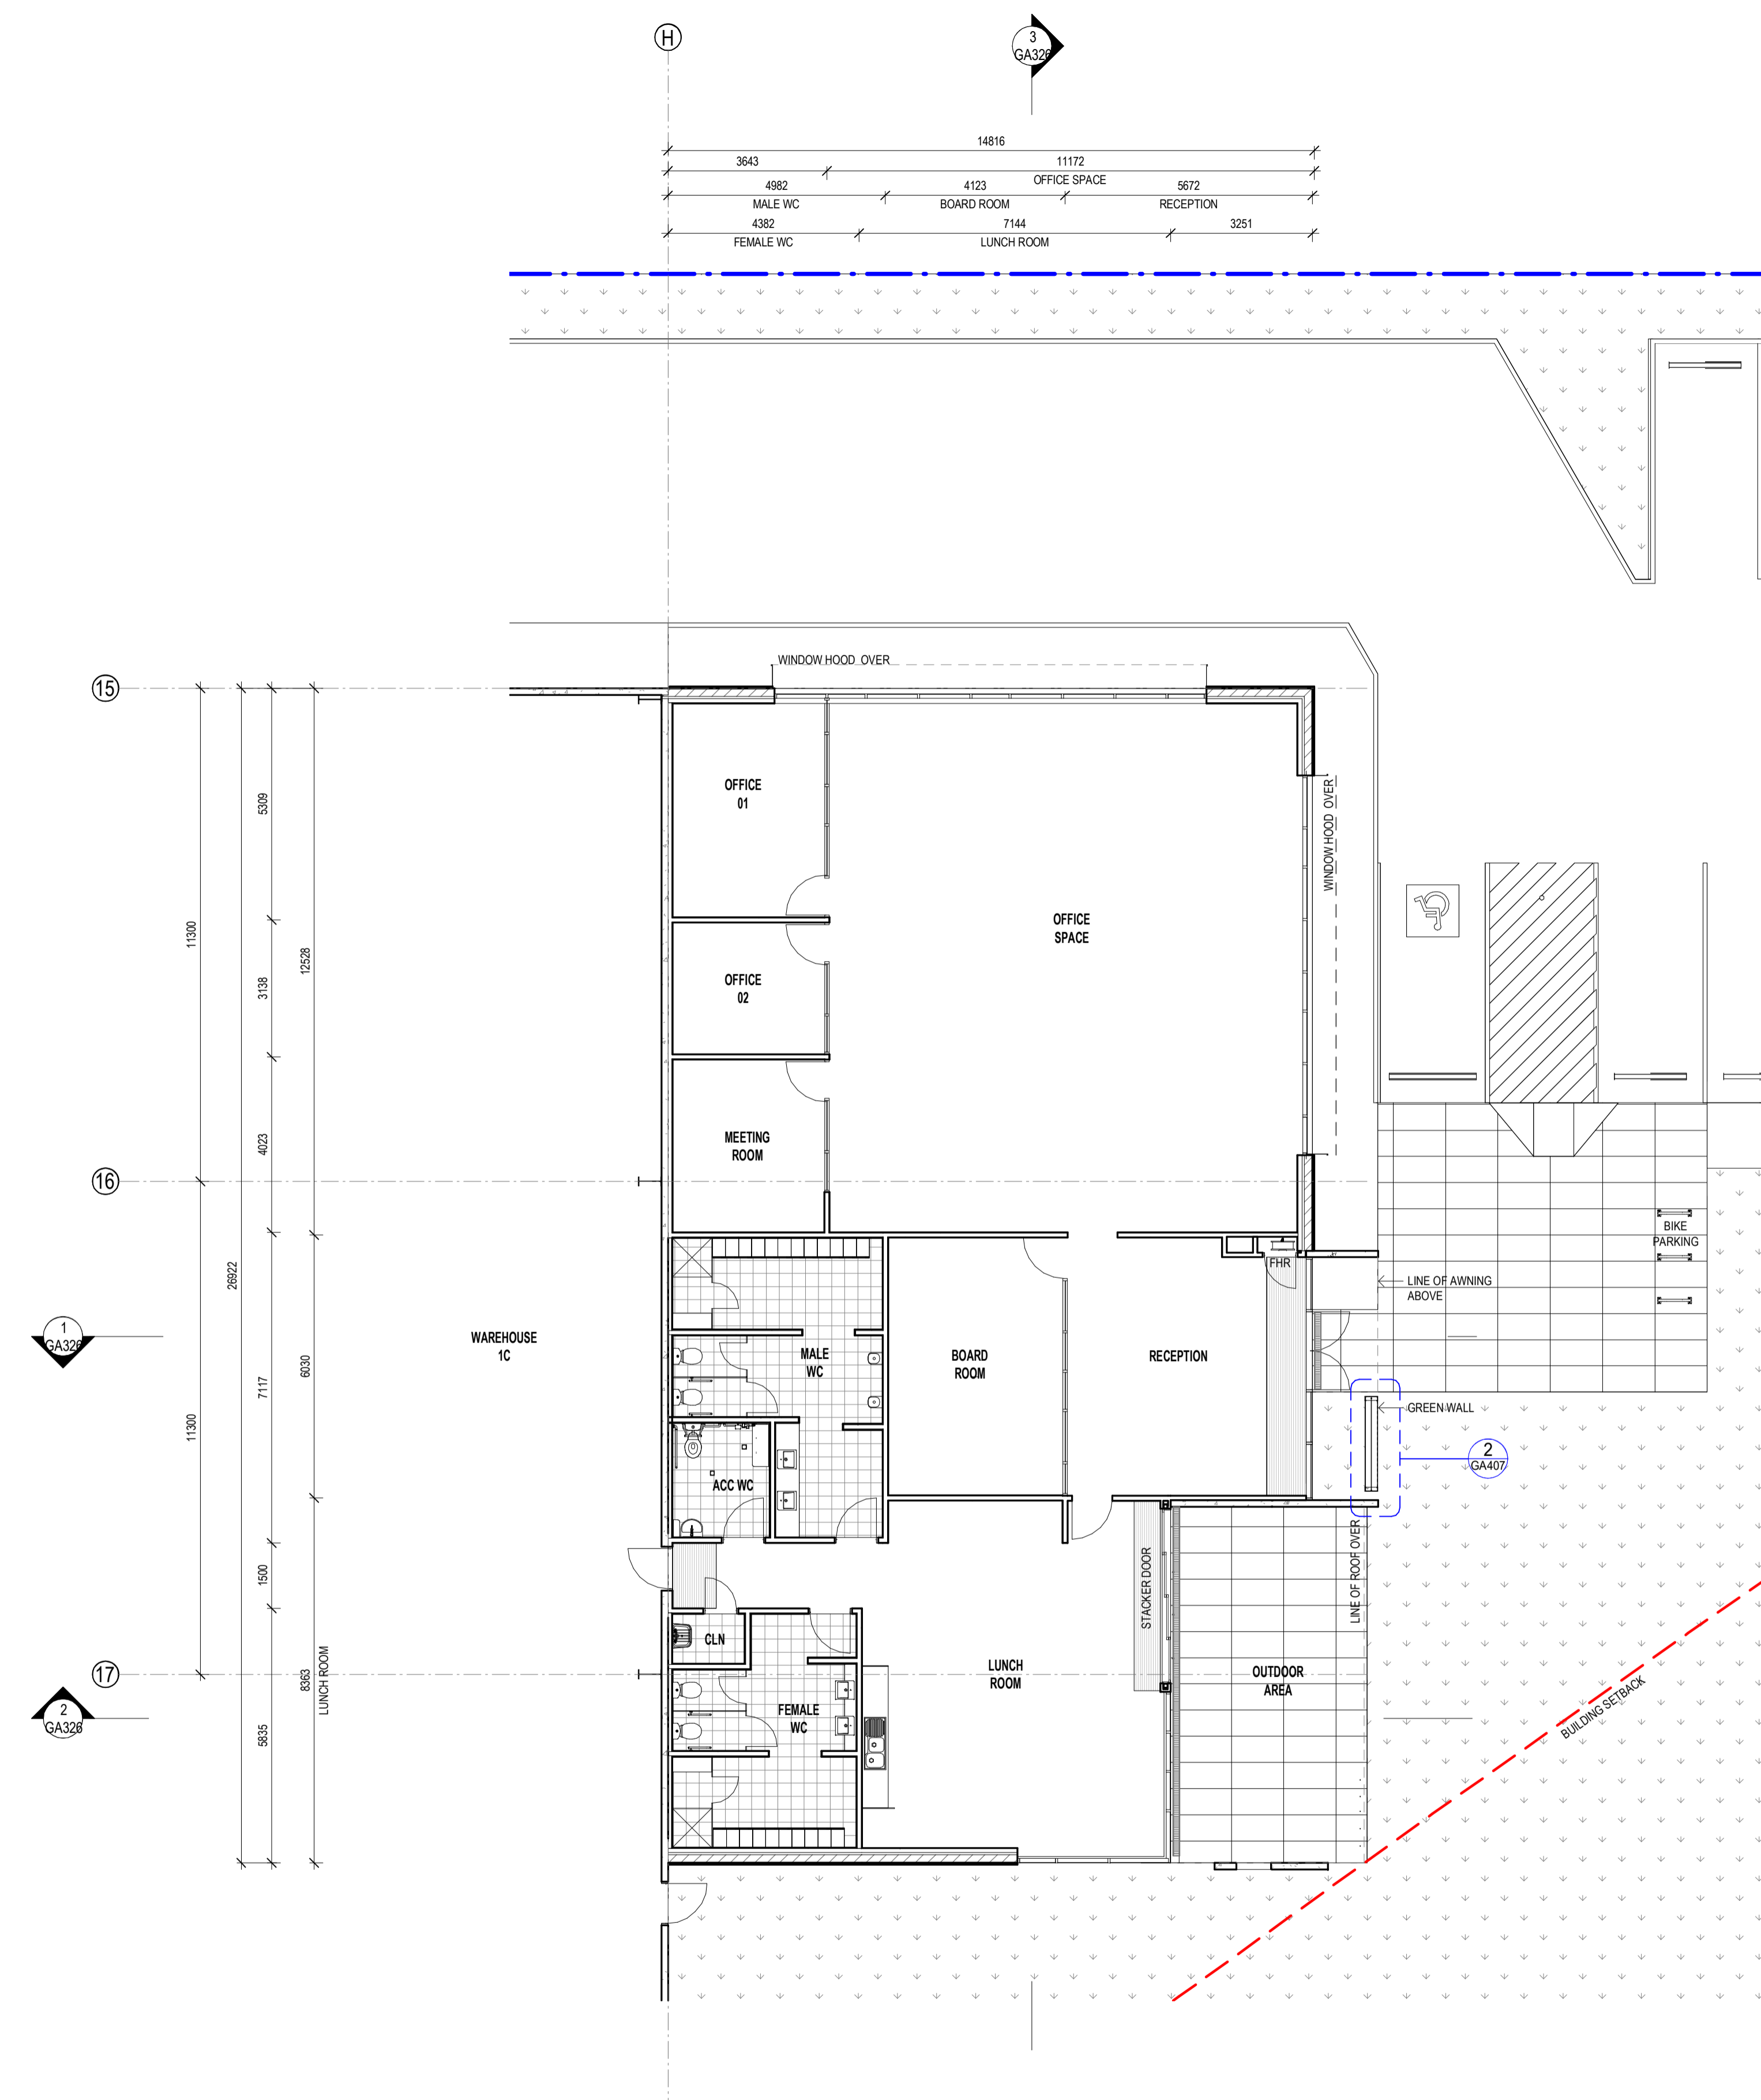 H
3
GA326
14816
3643
11172
OFFICE SPACE
4982
4123
5672
MALE WC
BOARD ROOM
RECEPTION
4382
7144
3251
FEMALE WC
LUNCH ROOM
WINDOW HOOD OVER
15
OFFICE
01
5309
WINDOW HOOD OVER
11300
12528
OFFICE
SPACE
3138
OFFICE
02
4023
MEETING
ROOM
16
BIKE
PARKING
26922
FHR
LINE OF AWNING
ABOVE
1
GA326
WAREHOUSE
1C
6030
7117
MALE
WC
BOARD
ROOM
RECEPTION
11300
GREEN WALL
2
GA407
ACC WC
1500
STACKER DOOR
LINE OF ROOF OVER
CLN
17
8363
LUNCH ROOM
LUNCH
ROOM
OUTDOOR
AREA
2
GA326
5835
FEMALE
WC
BUILDING SETBACK